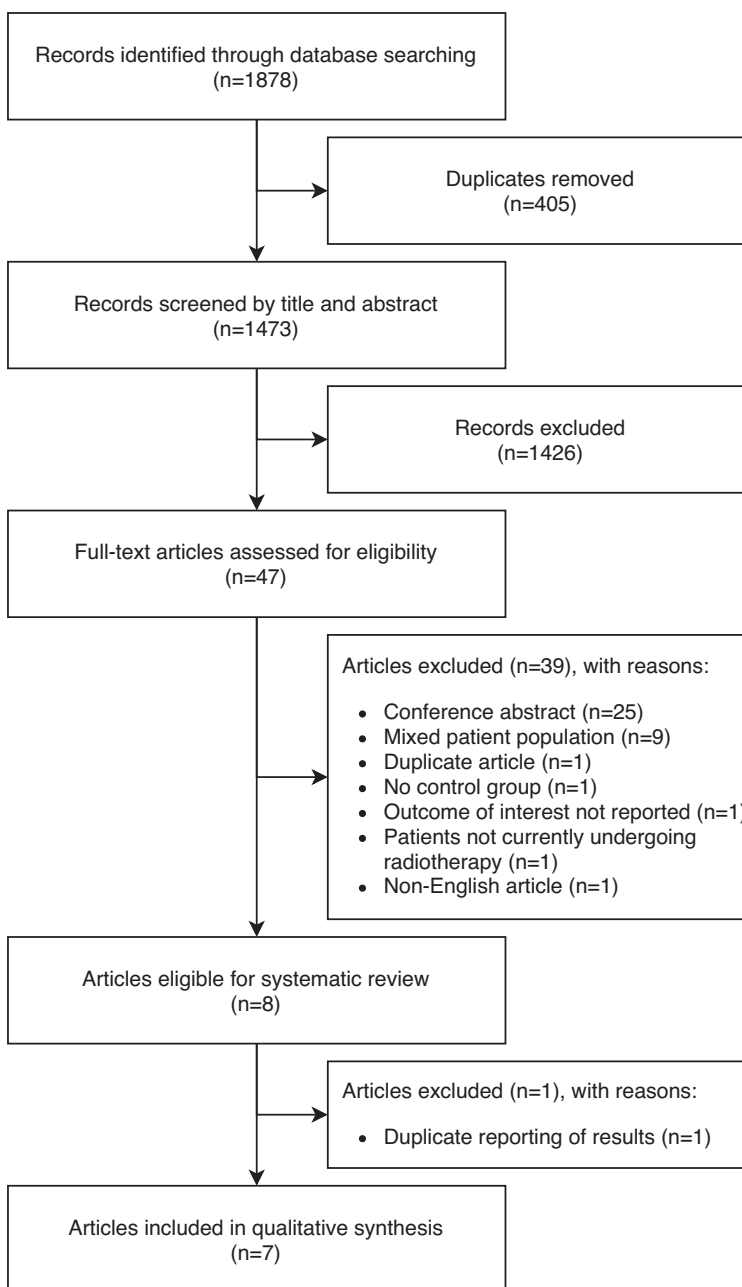 Records identified through database searching
(n=1878)
Duplicates removed
(n=405)
Records screened by title and abstract
(n=1473)
Records excluded
(n=1426)
Full-text articles assessed for eligibility
(n=47)
Articles excluded (n=39), with reasons:
• Conference abstract (n=25)
• Mixed patient population (n=9)
• Duplicate article (n=1)
• No control group (n=1)
• Outcome of interest not reported (n=1)
• Patients not currently undergoing
radiotherapy (n=1)
• Non-English article (n=1)
Articles eligible for systematic review
(n=8)
Articles excluded (n=1), with reasons:
• Duplicate reporting of results (n=1)
Articles included in qualitative synthesis
(n=7)